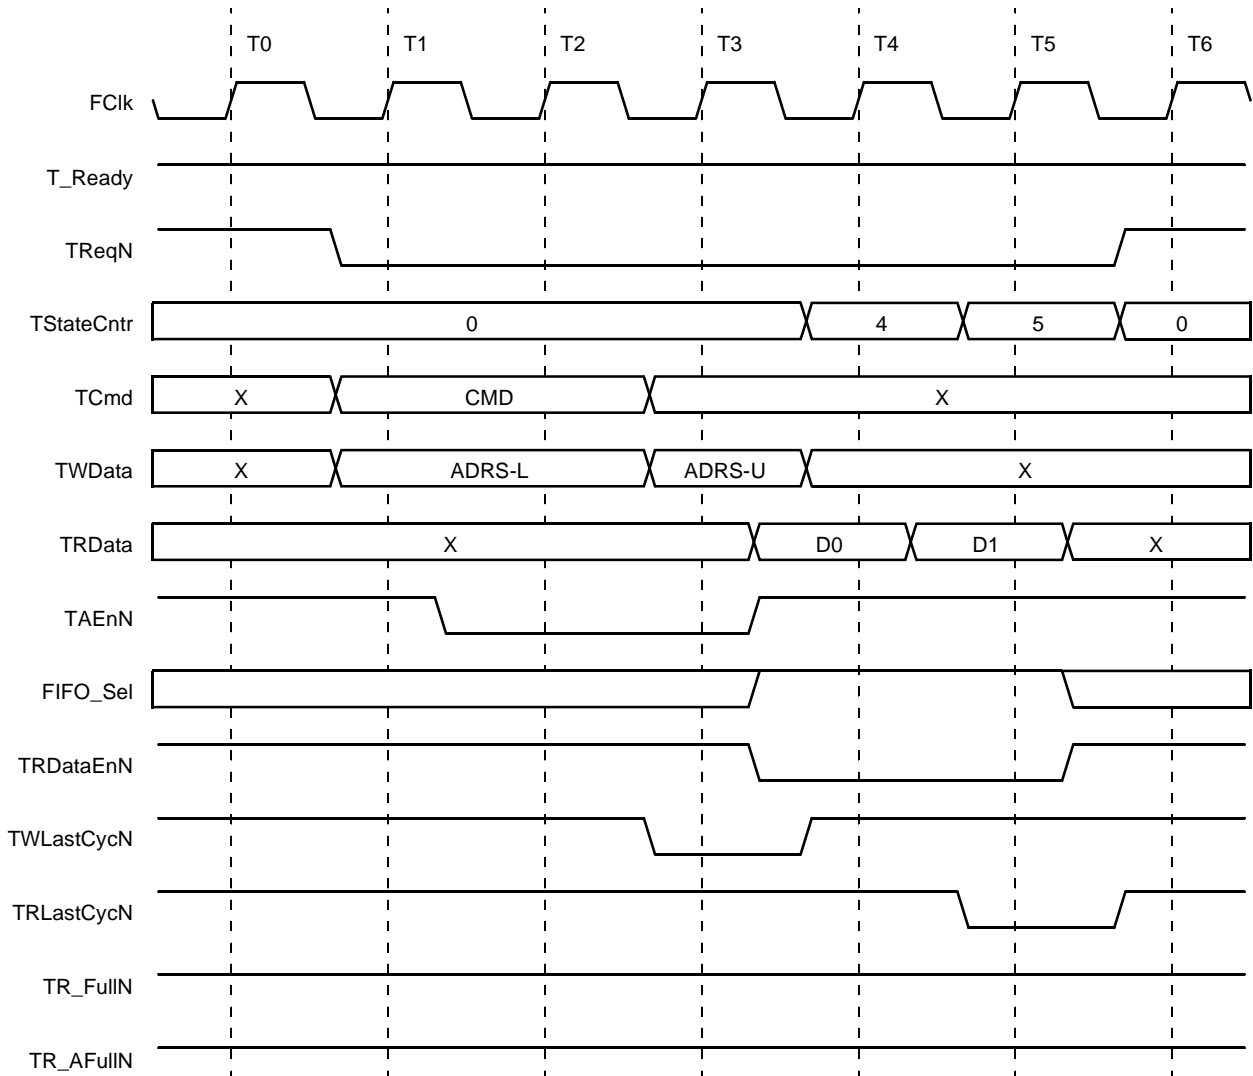 T0 T1 T2 T3 T4 T5 T6
FClk
T_Ready
TReqN
TStateCntr 0 4 5 0
TCmd X CMD X
TWData X ADRS-L ADRS-U X
TRData X D0 D1 X
TAEnN
FIFO_Sel
TRDataEnN
TWLastCycN
TRLastCycN
TR_FullN
TR_AFullN